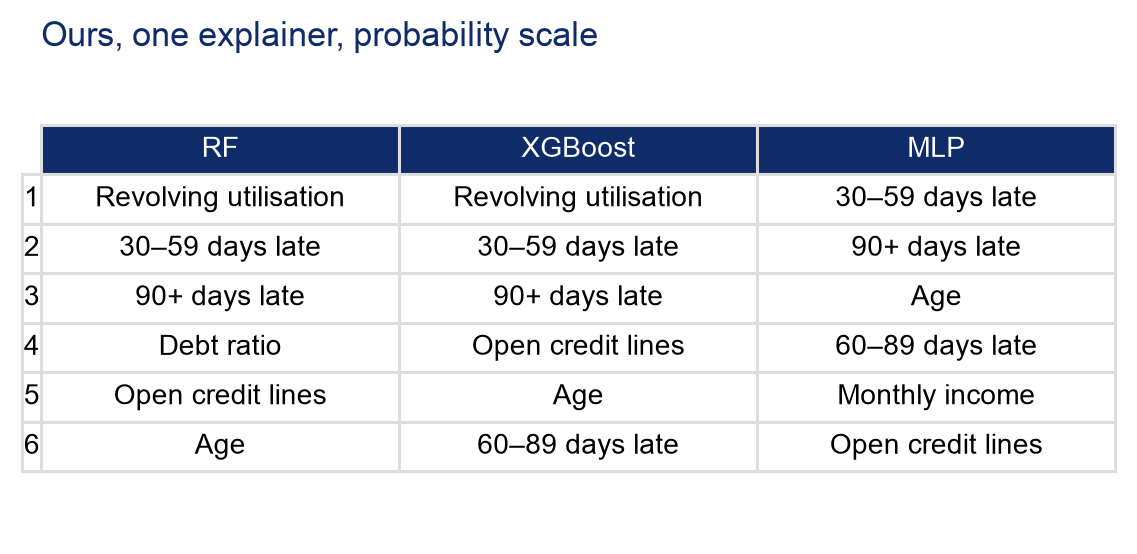 Ours, one explainer, probability scale
RF XGBoost MLP
1 Revolving utilisation Revolving utilisation 30–59 days late
2 30–59 days late 30–59 days late 90+ days late
3 90+ days late 90+ days late Age
4 Debt ratio Open credit lines 60–89 days late
5 Open credit lines Age Monthly income
6 Age 60–89 days late Open credit lines